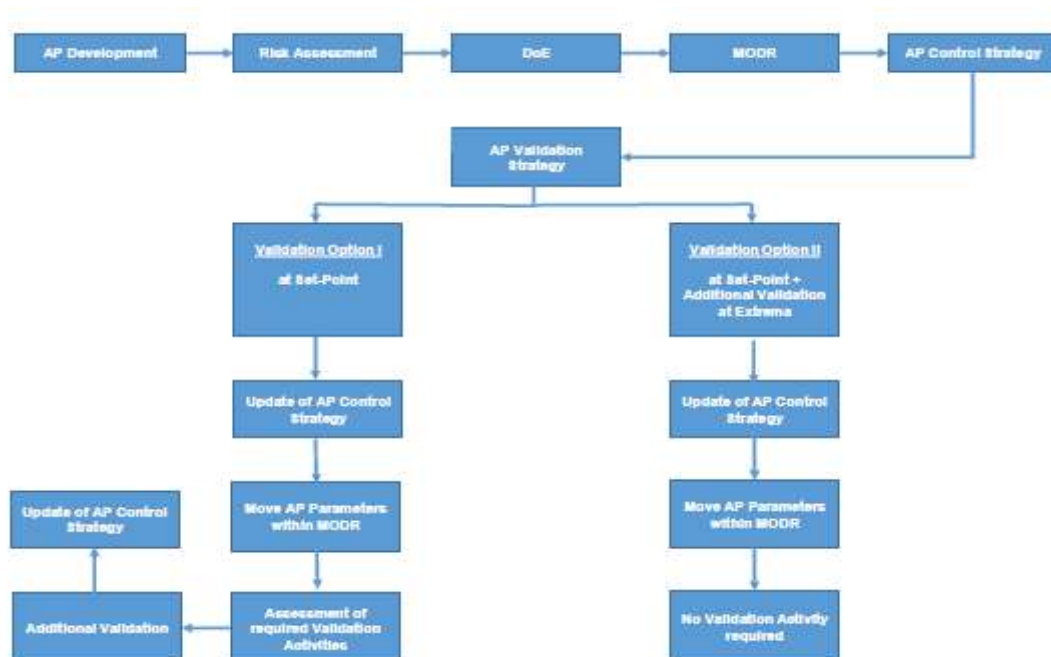 AP Development
Risk Assessment
DoE
MODR
AP Control Strategy
AP Validation
Strategy
Validation Option I
at Set-Point
Validation Option II
at Set-Point +
Additional Validation
at Extrema
Update of AP Control
Strategy
Update of AP Control
Strategy
Move AP Parameters
within MODR
Move AP Parameters
within MODR
Update of AP Control
Strategy
Additional Validation
Assessment of
required Validation
Activities
No Validation Activity
required